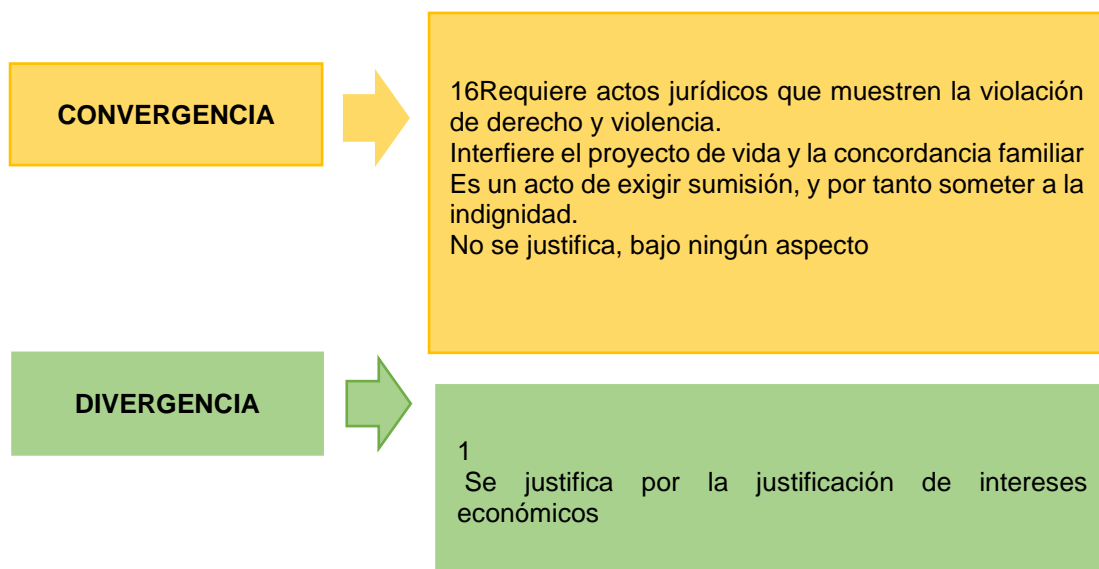 CONVERGENCIA
16Requiere actos jurídicos que muestren la violación
de derecho y violencia.
Interfiere el proyecto de vida y la concordancia familiar
Es un acto de exigir sumisión, y por tanto someter a la
indignidad.
No se justifica, bajo ningún aspecto
DIVERGENCIA
1
Se justifica por la justificación de intereses
económicos